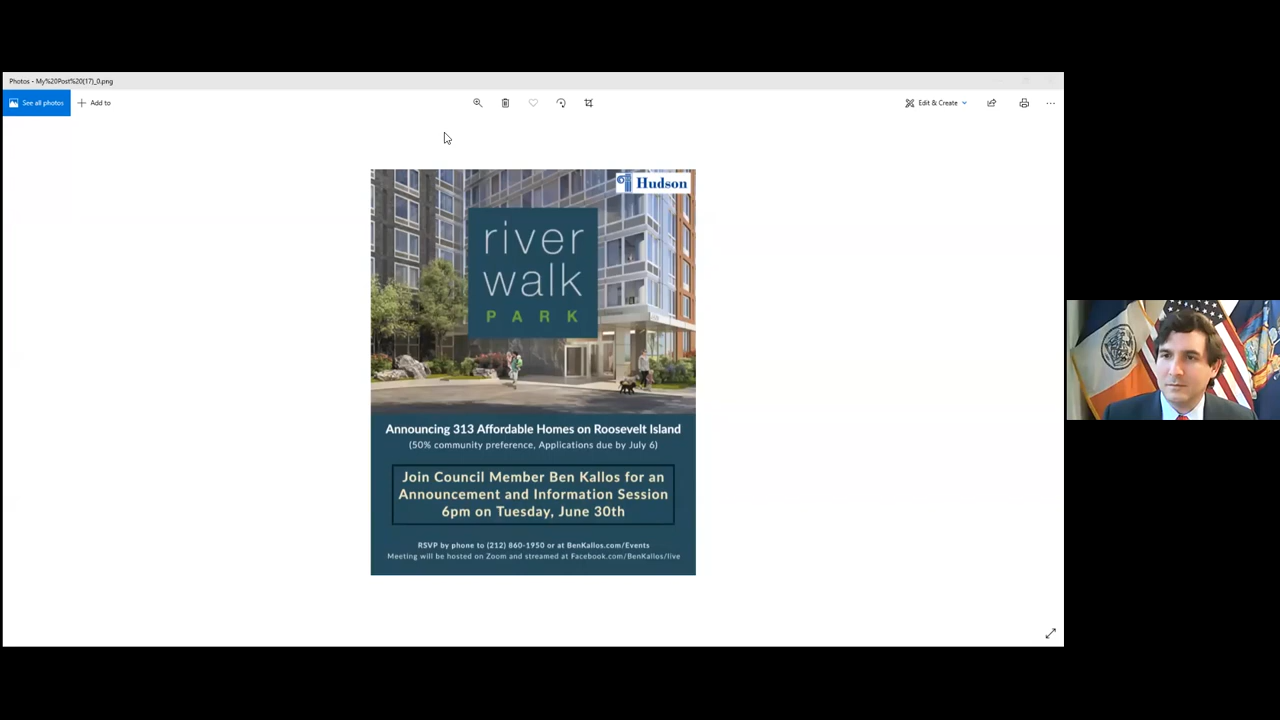 Photos - My%20Post%20(17)_0.png
See all photos
Add to
Edit & Create
Hudson
river
walk
PARK
Announcing 313 Affordable Homes on Roosevelt Island
(50% community preference, Applications due by July 6)
Join Council Member Ben Kallos for an
Announcement and Information Session
6pm on Tuesday, June 30th
RSVP by phone to (212) 860-1950 or at BenKallos.com/Events
Meeting will be hosted on Zoom and streamed at Facebook.com/BenKallos/live